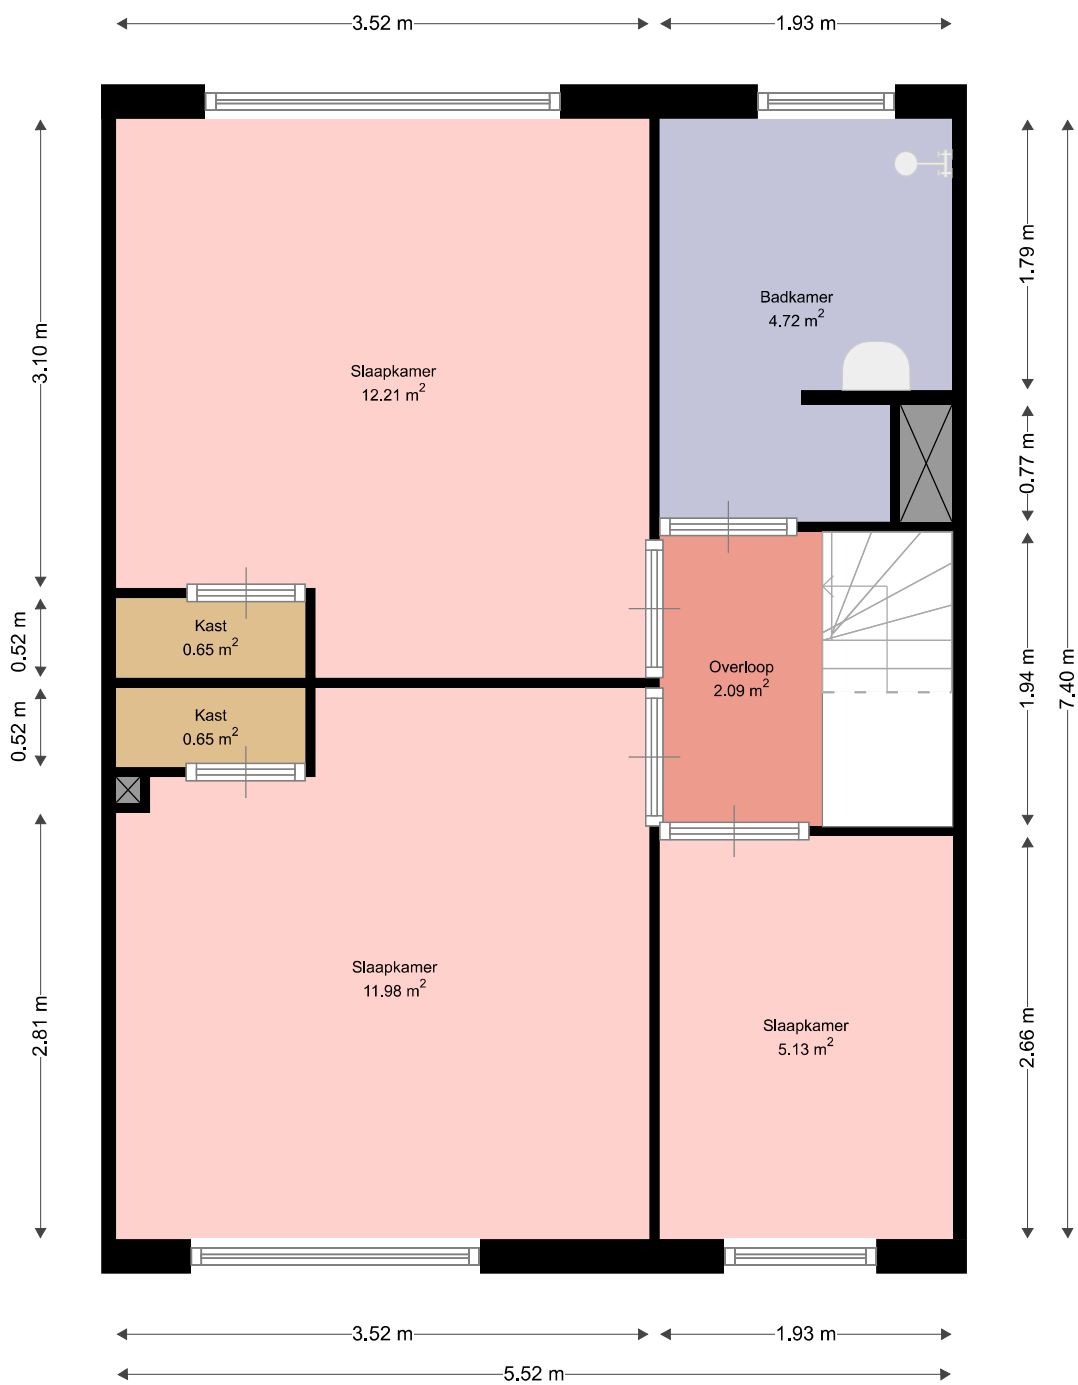 3.52 m
1.93 m
3.10 m
0.52 m
0.52 m
2.81 m
Slaapkamer
12.21 m²
Badkamer
4.72 m²
Kast
0.65 m²
Kast
0.65 m²
Overloop
2.09 m²
Slaapkamer
11.98 m²
Slaapkamer
5.13 m²
1.79 m
0.77 m
1.94 m
2.66 m
7.40 m
3.52 m
1.93 m
5.52 m